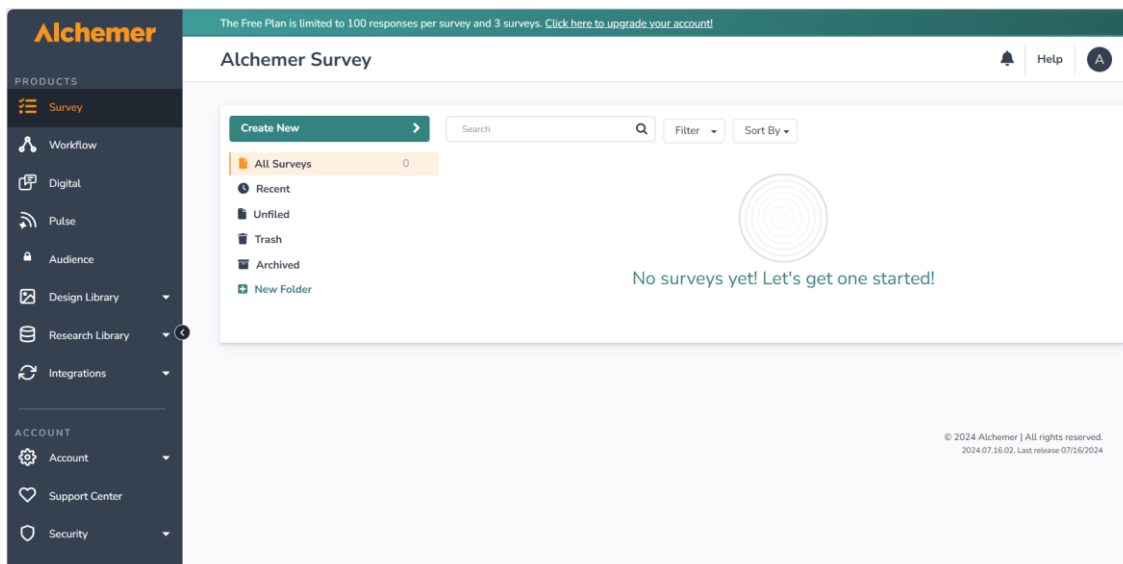 Alchemer
PRODUCTS
Survey
Workflow
Digital
Pulse
Audience
Design Library
Research Library
Integrations
ACCOUNT
Account
Support Center
Security
The Free Plan is limited to 100 responses per survey and 3 surveys. Click here to upgrade your account!
Alchemer Survey
Help
A
Create New
Search
Filter
Sort By
All Surveys 0
Recent
Unfiled
Trash
Archived
New Folder
No surveys yet! Let's get one started!
© 2024 Alchemer | All rights reserved.
2024.07.16.02. Last release 07/16/2024